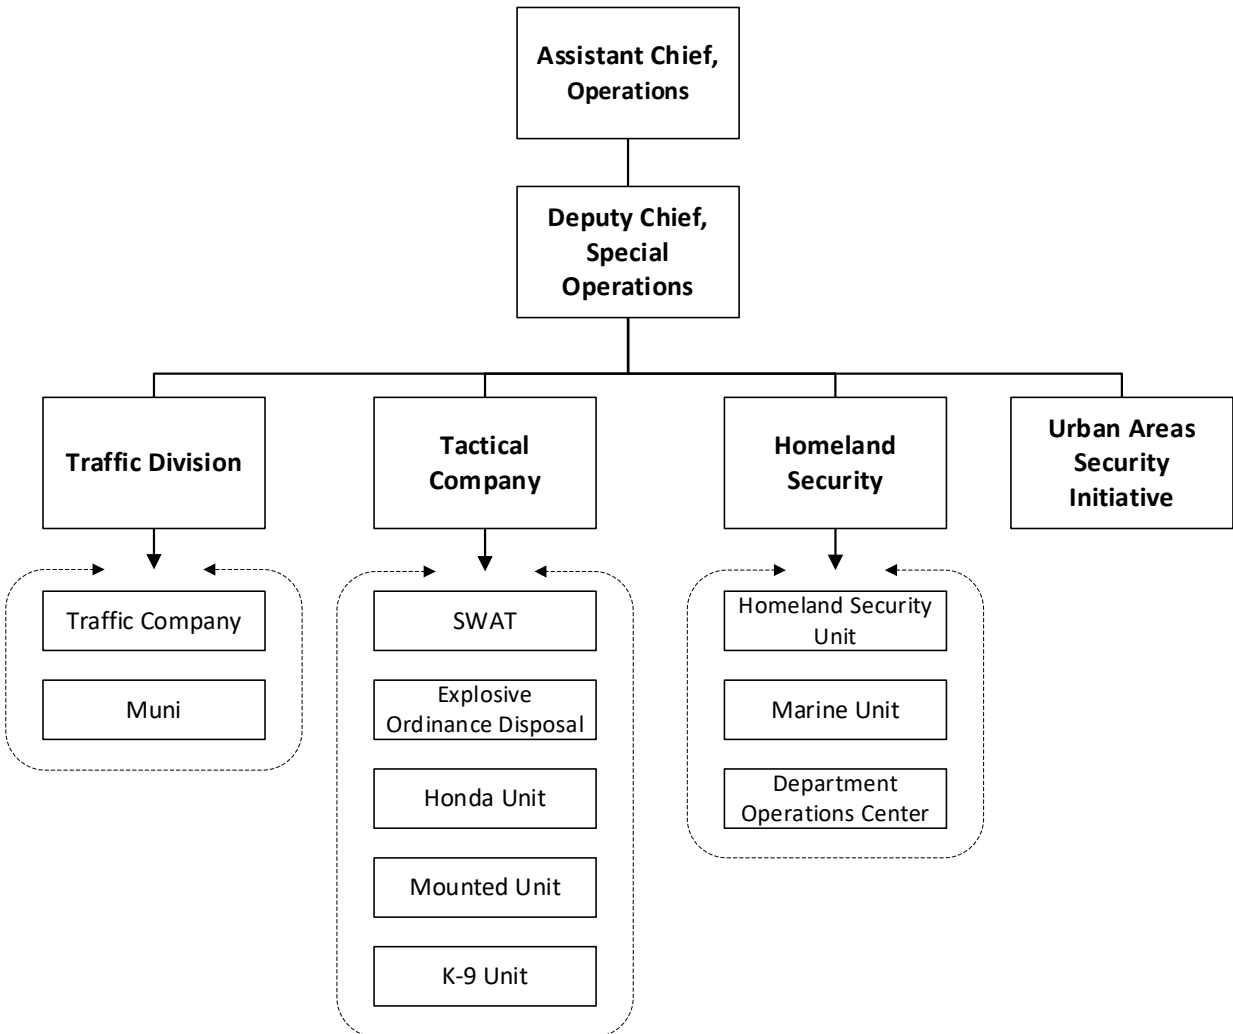 Assistant Chief,
Operations
Deputy Chief,
Special
Operations
Traffic Division
Tactical
Company
Homeland
Security
Urban Areas
Security
Initiative
Traffic Company
Muni
SWAT
Explosive
Ordinance Disposal
Honda Unit
Mounted Unit
K-9 Unit
Homeland Security
Unit
Marine Unit
Department
Operations Center